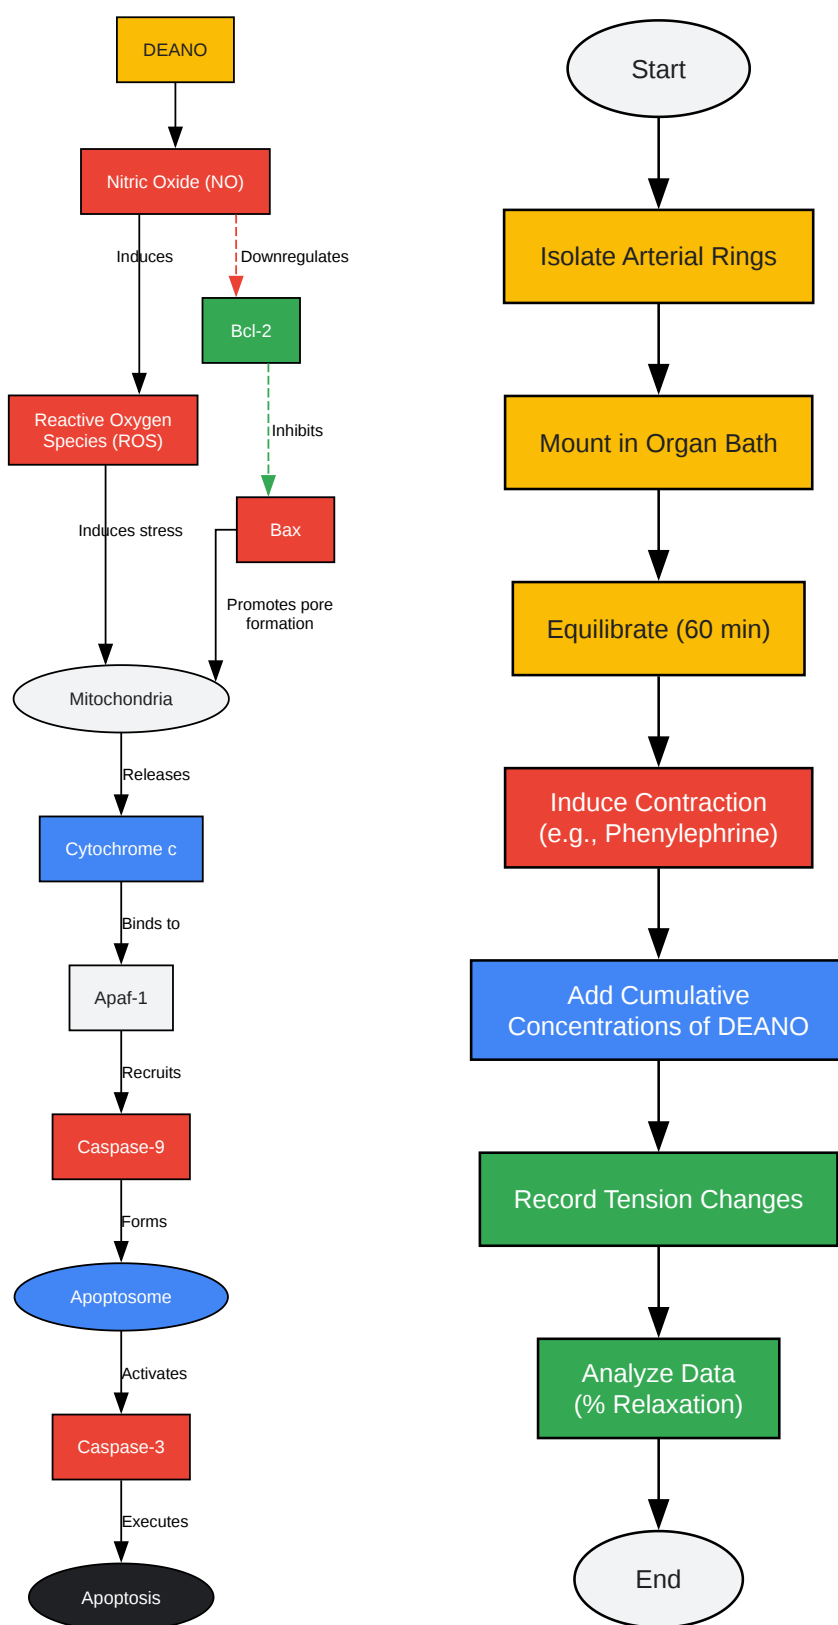 DEANO
Nitric Oxide (NO)
Induces
Downregulates
Bcl-2
Inhibits
Reactive Oxygen
Species (ROS)
Induces stress
Bax
Promotes pore
formation
Mitochondria
Releases
Cytochrome c
Binds to
Apaf-1
Recruits
Caspase-9
Forms
Apoptosome
Activates
Caspase-3
Executes
Apoptosis
Start
Isolate Arterial Rings
Mount in Organ Bath
Equilibrate (60 min)
Induce Contraction
(e.g., Phenylephrine)
Add Cumulative
Concentrations of DEANO
Record Tension Changes
Analyze Data
(% Relaxation)
End